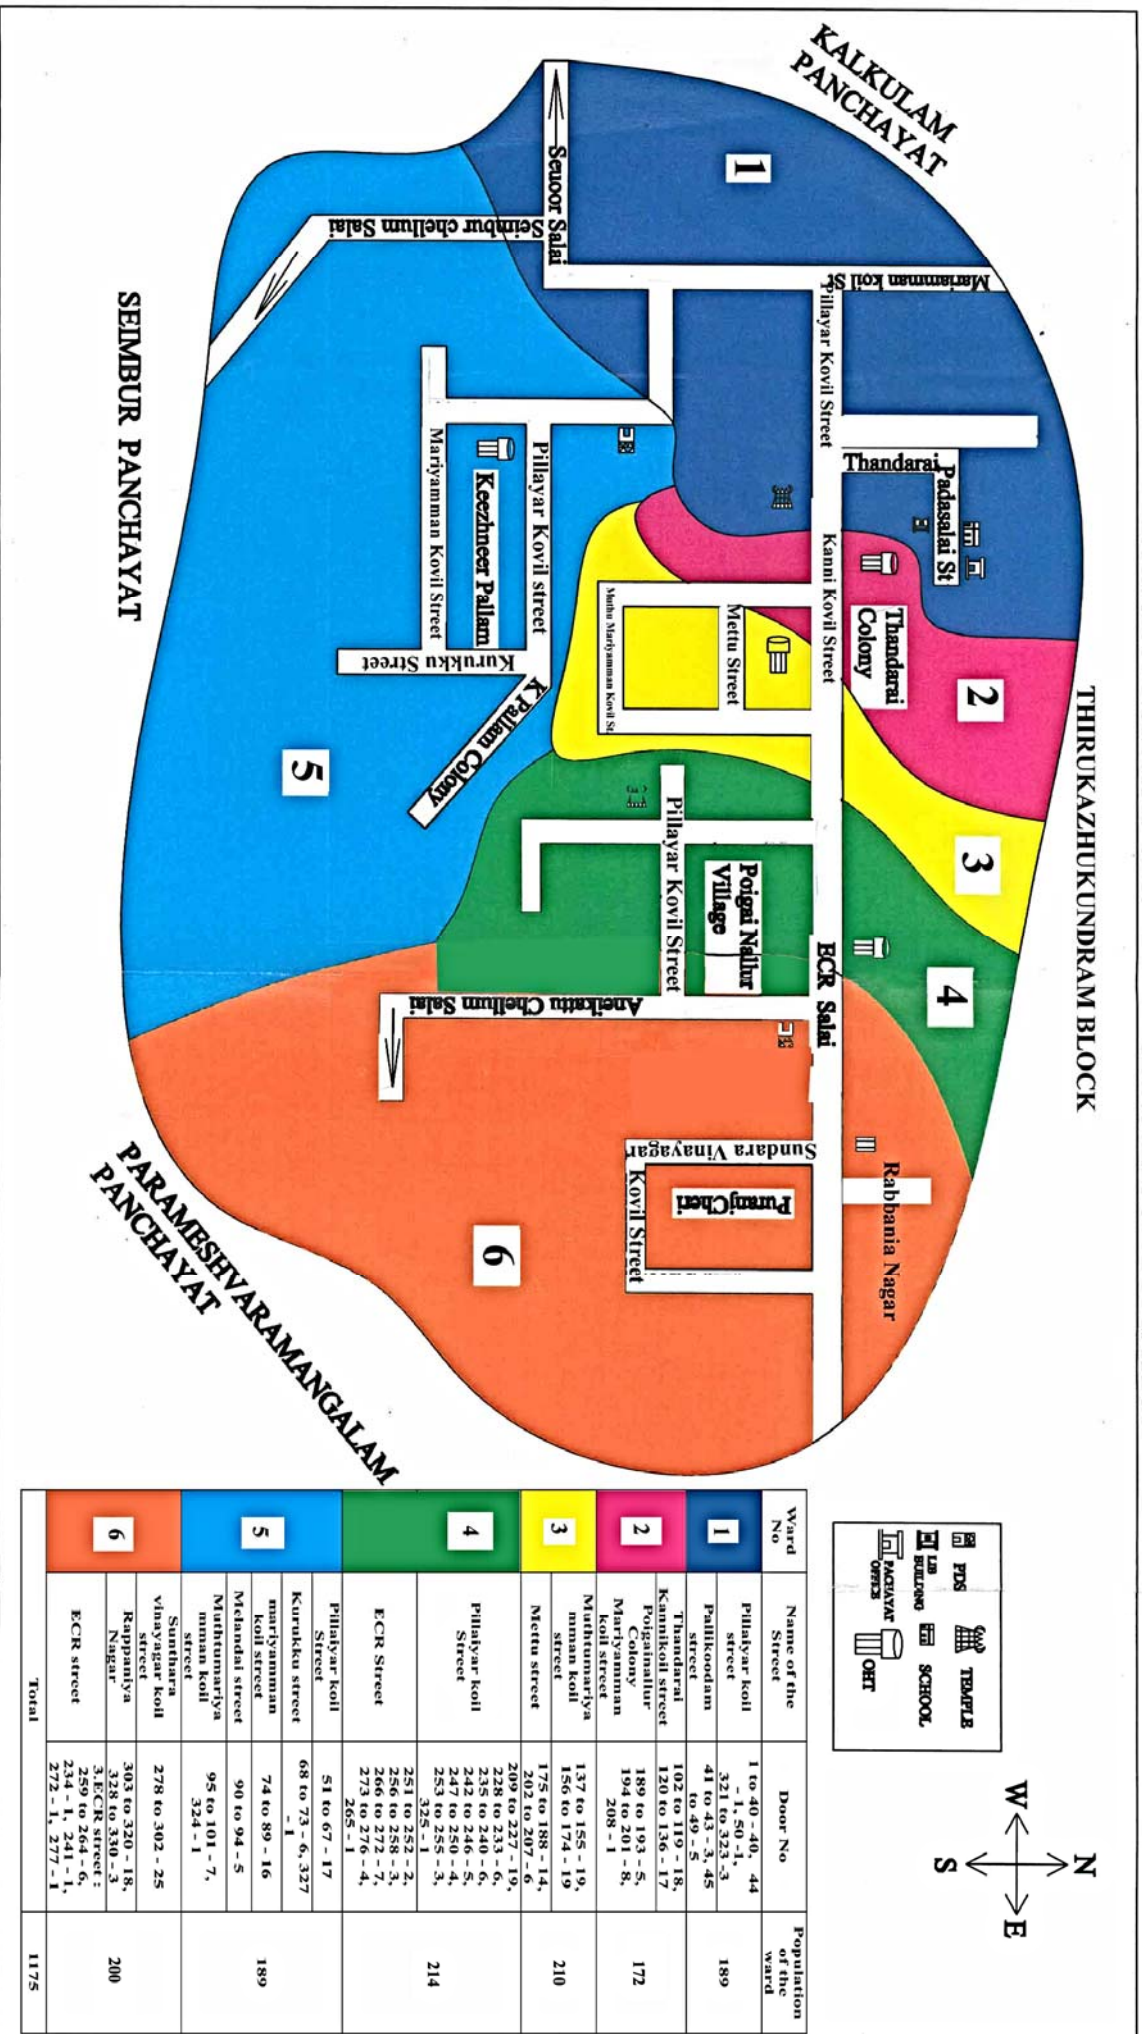 KALKULAM
PANCHAYAT
THIRUKAZHUKUNDRAM BLOCK
SEIMBUR PANCHAYAT
PARAMESHVARAMANGALAM
PANCHAYAT
1
Seuoor Salai
Seimbur chellum Salai
Mariamman koil St
Pillayar Kovil Street
Thandarai
Padasalai St
Kanni Kovil Street
Thandarai
Colony
2
Mettu Street
Muthu Mariyamman Kovil St.
3
Pillayar Kovil street
Keezhneer Pallam
Mariyamman Kovil Street
Kurukku Street
K Pallam Colony
5
Pillayar Kovil Street
Poigai Nallur
Village
4
ECR Salai
Aneikattu Chellum Salai
Sundara Vinayagar
Kovil Street
PuranjCheri
Rabbania Nagar
6
PDS
TEMPLE
LIB
BUILDING
SCHOOL
PACHAYAT
OFFICE
OHT
N
W
E
S
Ward
No
Name of the
Street
Door No
Population
of the
ward
1
Pillaiyar koil
street
1 to 40 - 40, 44
- 1, 50 -1,
321 to 323 -3
189
Pallikoodam
street
41 to 43 - 3, 45
to 49 - 5
2
Thandarai
Kannikoil street
102 to 119 - 18,
120 to 136 - 17
172
Poigainallur
Colony
Mariyamman
koil street
189 to 193 - 5,
194 to 201 - 8,
208 - 1
3
Muthtumariya
mman koil
137 to 155 - 19,
156 to 174 - 19
210
Mettu street
175 to 188 - 14,
202 to 207 - 6
4
Pillaiyar koil
Street
209 to 227 - 19,
228 to 233 - 6,
235 to 240 - 6,
242 to 246 - 5,
247 to 250 - 4,
253 to 255 - 3,
325 - 1
214
ECR Street
251 to 252 - 2,
256 to 258 - 3,
266 to 272 - 7,
273 to 276 - 4,
265 - 1
5
Pillaiyar koil
Street
51 to 67 - 17
189
Kurukku street
68 to 73 - 6, 327
- 1
mariyamman
koil street
74 to 89 - 16
Melandai street
90 to 94 - 5
Muthtumariya
mman koil
95 to 101 - 7,
324 - 1
6
Sunthara
vinayagar koil
street
278 to 302 - 25
200
Rappaniya
Nagar
303 to 320 - 18,
328 to 330 - 3
ECR street
3.ECR street :
259 to 264 - 6,
234 - 1, 241 - 1,
272 - 1, 277 - 1
Total
1175